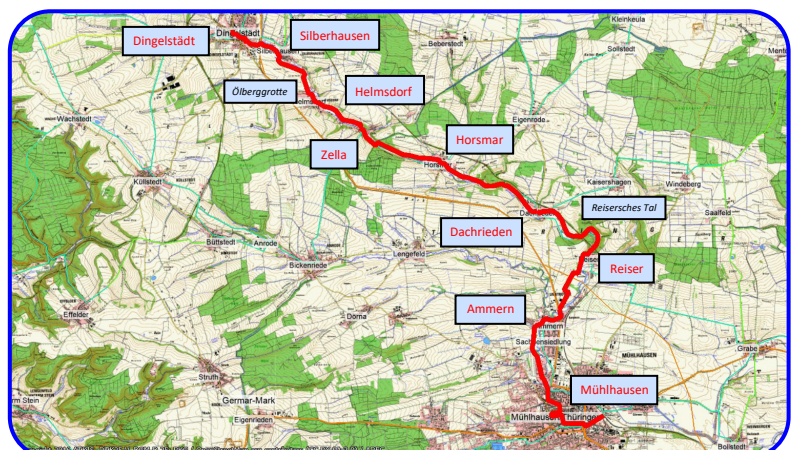 Kleinkeula
Dingelstädt
Silberhausen
Dingelstädt
Beberstedt
Sollstedt
Ölberggrotte
Helmsdorf
Wachstedt
Eigenrode
Horsmar
Zella
Horsmar
Küllstedt
Kaisershagen
Windeberg
Reisersches Tal
Saalfeld
Büttstedt
Anrode
Dachrieden
Lengefeld
Bickenriede
Reiser
Ammern
Effelder
Dörna
Ammern
Sachsensiedlung
MÜHLHAUSEN
Grabe
Struth
Mühlhausen
Germar-Mark
Eigenrieden
Mühlhausen/Thüringen
Bollstedt